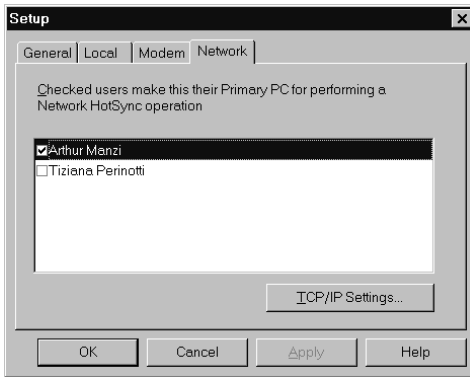 Setup
General Local Modem Network
Checked users make this their Primary PC for performing a
Network HotSync operation
Arthur Manzi
Tiziana Perinotti
TCP/IP Settings...
OK Cancel Apply Help